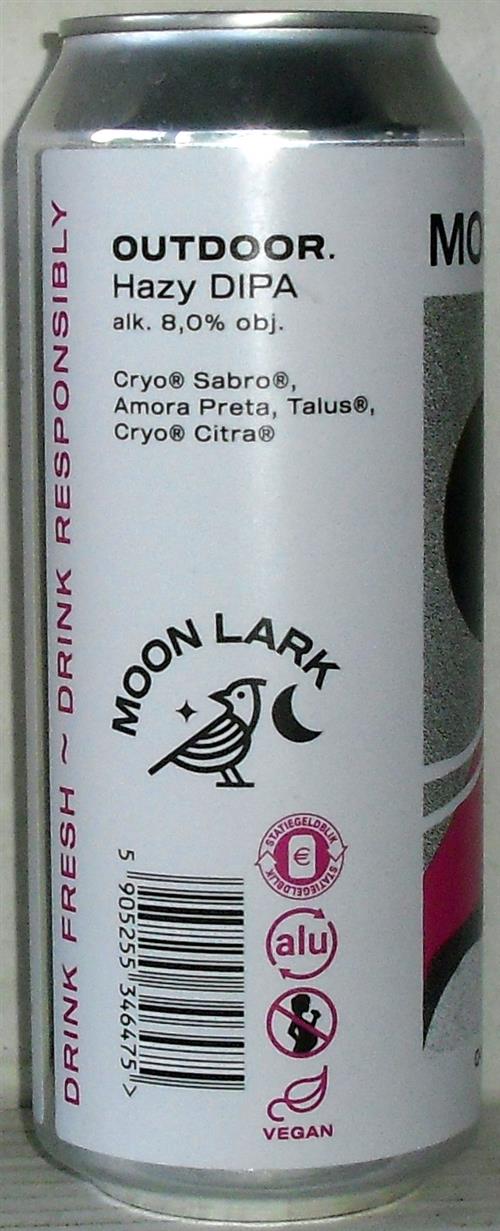 OUTDOOR.
Hazy DIPA
alk. 8,0% obj.
Cryo® Sabro®,
Amora Preta, Talus®,
Cryo® Citra®
MOON LARK
DRINK FRESH ~ DRINK RESPONSIBLY
STATIEGELDBLIK
€
STATIEGELDBLIK
alu
VEGAN
5 905255 346475 >
MO